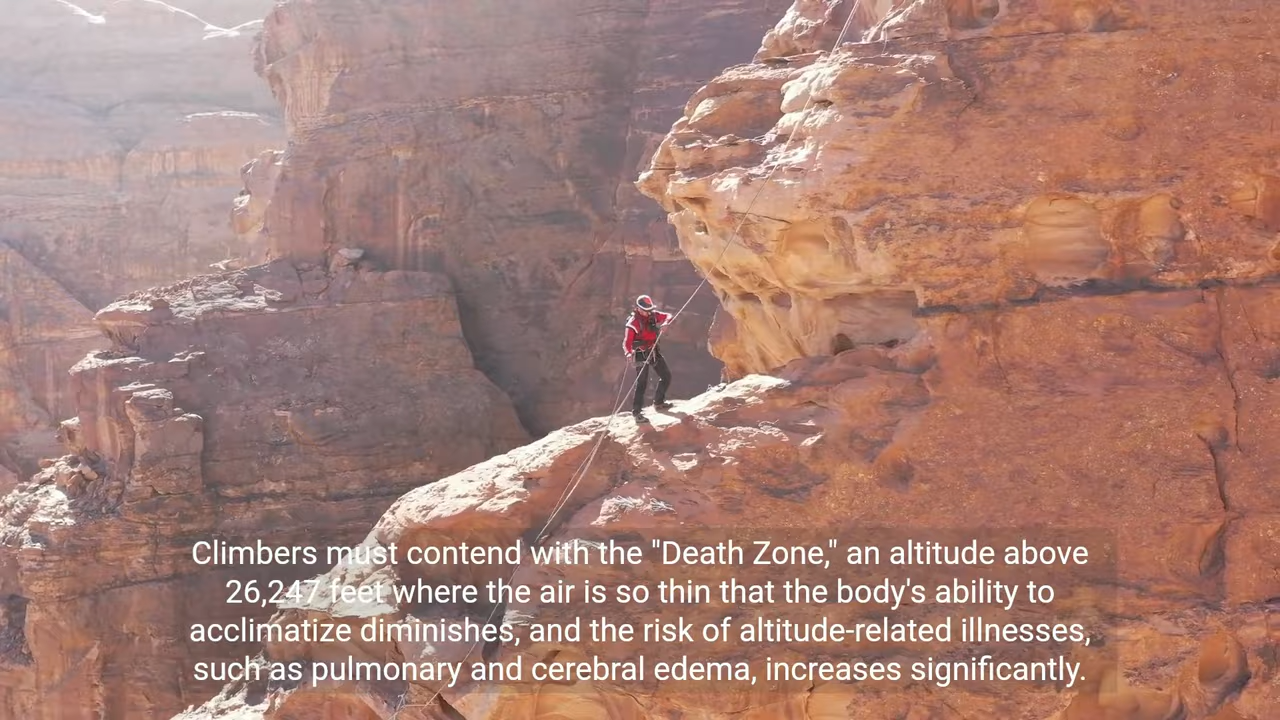 Climbers must contend with the "Death Zone," an altitude above
26,247 feet where the air is so thin that the body's ability to
acclimatize diminishes, and the risk of altitude-related illnesses,
such as pulmonary and cerebral edema, increases significantly.